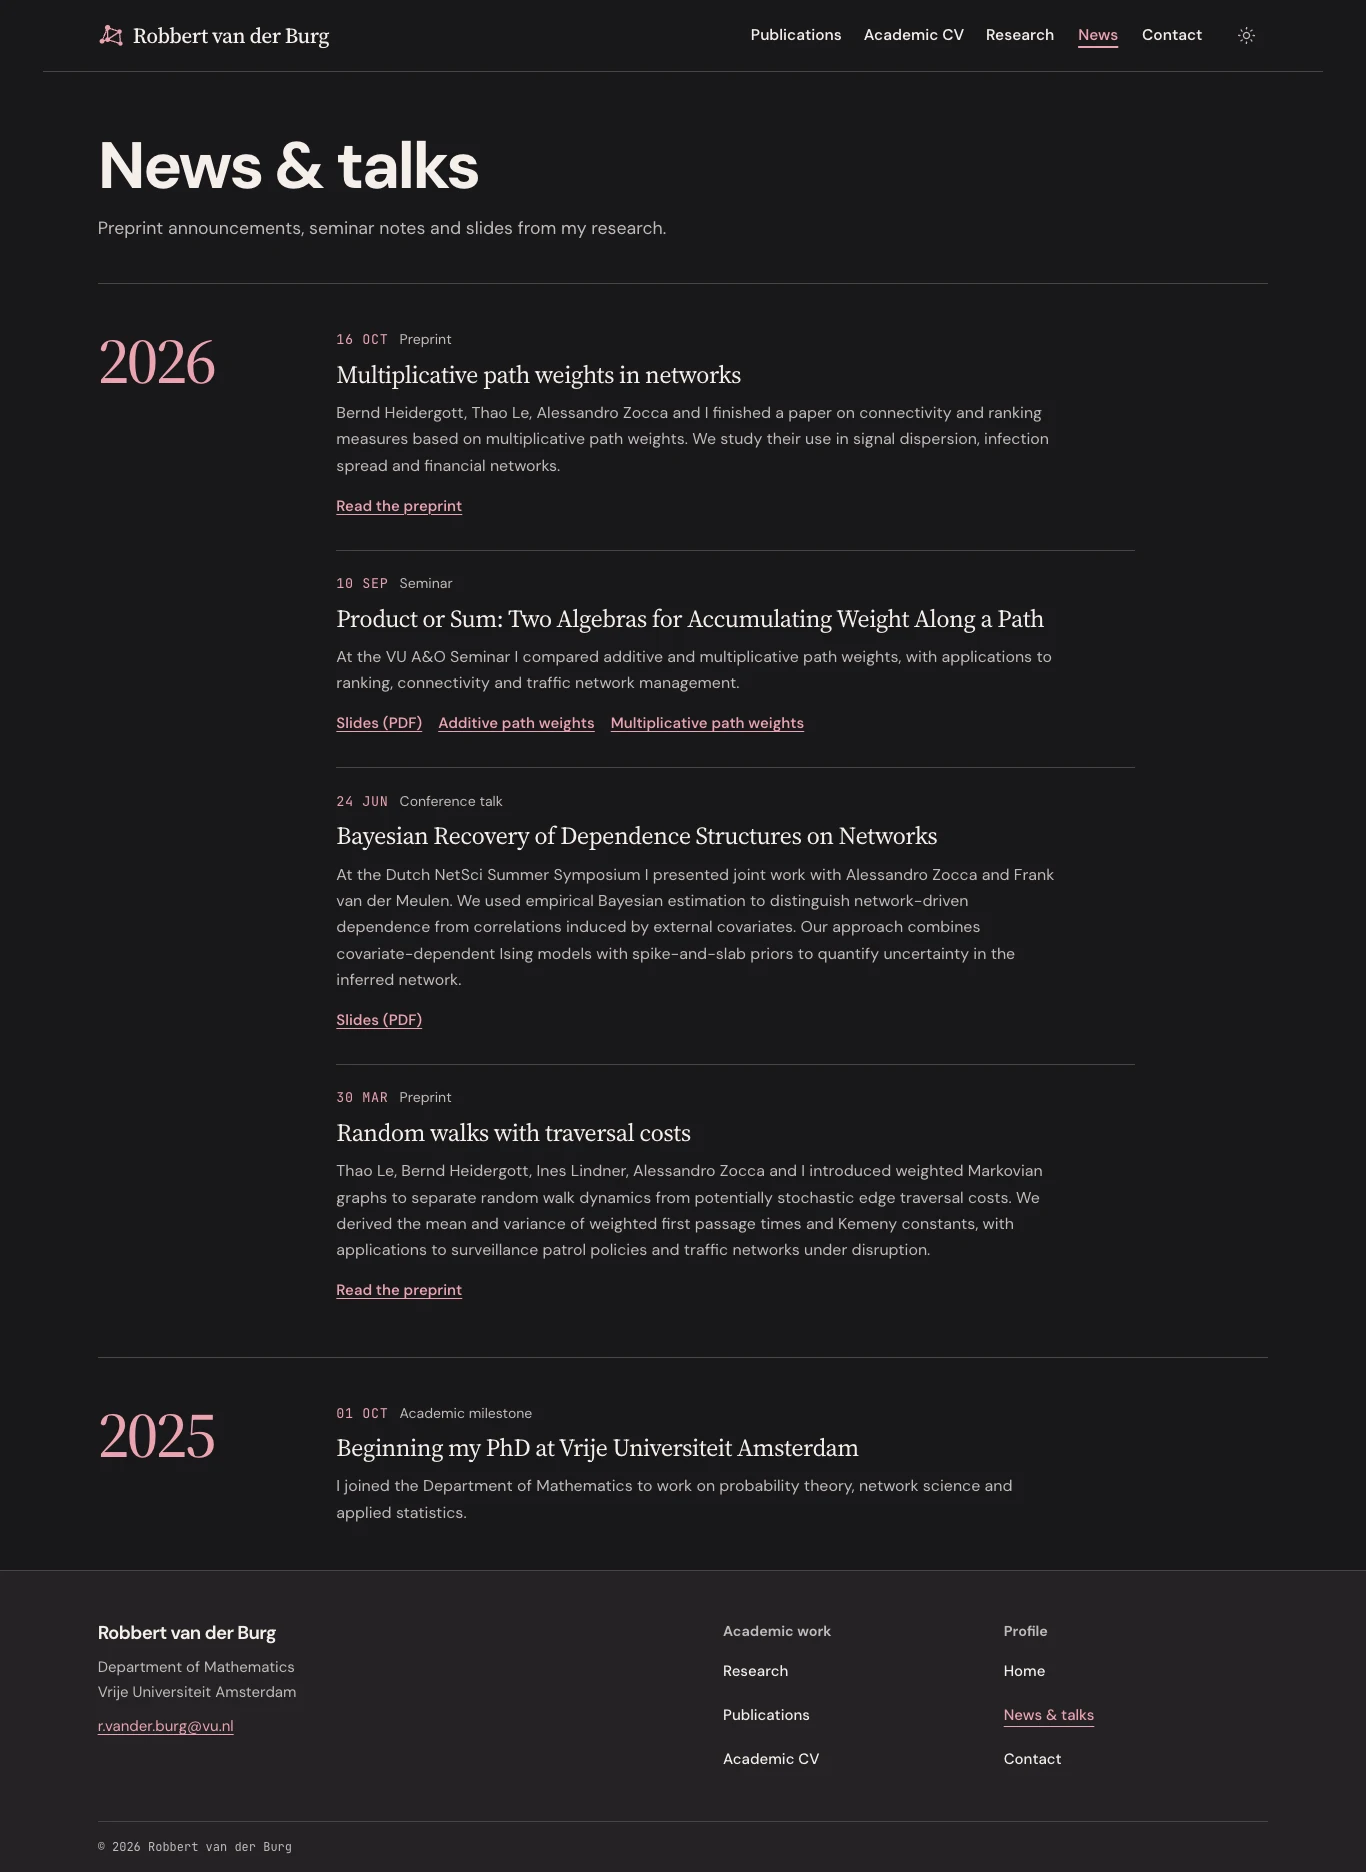 Robbert van der Burg
Publications Academic CV Research News Contact
News & talks
Preprint announcements, seminar notes and slides from my research.
2026
16 OCT Preprint
Multiplicative path weights in networks
Bernd Heidergott, Thao Le, Alessandro Zocca and I finished a paper on connectivity and ranking
measures based on multiplicative path weights. We study their use in signal dispersion, infection
spread and financial networks.
Read the preprint
10 SEP Seminar
Product or Sum: Two Algebras for Accumulating Weight Along a Path
At the VU A&O Seminar I compared additive and multiplicative path weights, with applications to
ranking, connectivity and traffic network management.
Slides (PDF) Additive path weights Multiplicative path weights
24 JUN Conference talk
Bayesian Recovery of Dependence Structures on Networks
At the Dutch NetSci Summer Symposium I presented joint work with Alessandro Zocca and Frank
van der Meulen. We used empirical Bayesian estimation to distinguish network-driven
dependence from correlations induced by external covariates. Our approach combines
covariate-dependent Ising models with spike-and-slab priors to quantify uncertainty in the
inferred network.
Slides (PDF)
30 MAR Preprint
Random walks with traversal costs
Thao Le, Bernd Heidergott, Ines Lindner, Alessandro Zocca and I introduced weighted Markovian
graphs to separate random walk dynamics from potentially stochastic edge traversal costs. We
derived the mean and variance of weighted first passage times and Kemeny constants, with
applications to surveillance patrol policies and traffic networks under disruption.
Read the preprint
2025
01 OCT Academic milestone
Beginning my PhD at Vrije Universiteit Amsterdam
I joined the Department of Mathematics to work on probability theory, network science and
applied statistics.
Robbert van der Burg
Department of Mathematics
Vrije Universiteit Amsterdam
r.vander.burg@vu.nl
Academic work
Research
Publications
Academic CV
Profile
Home
News & talks
Contact
© 2026 Robbert van der Burg